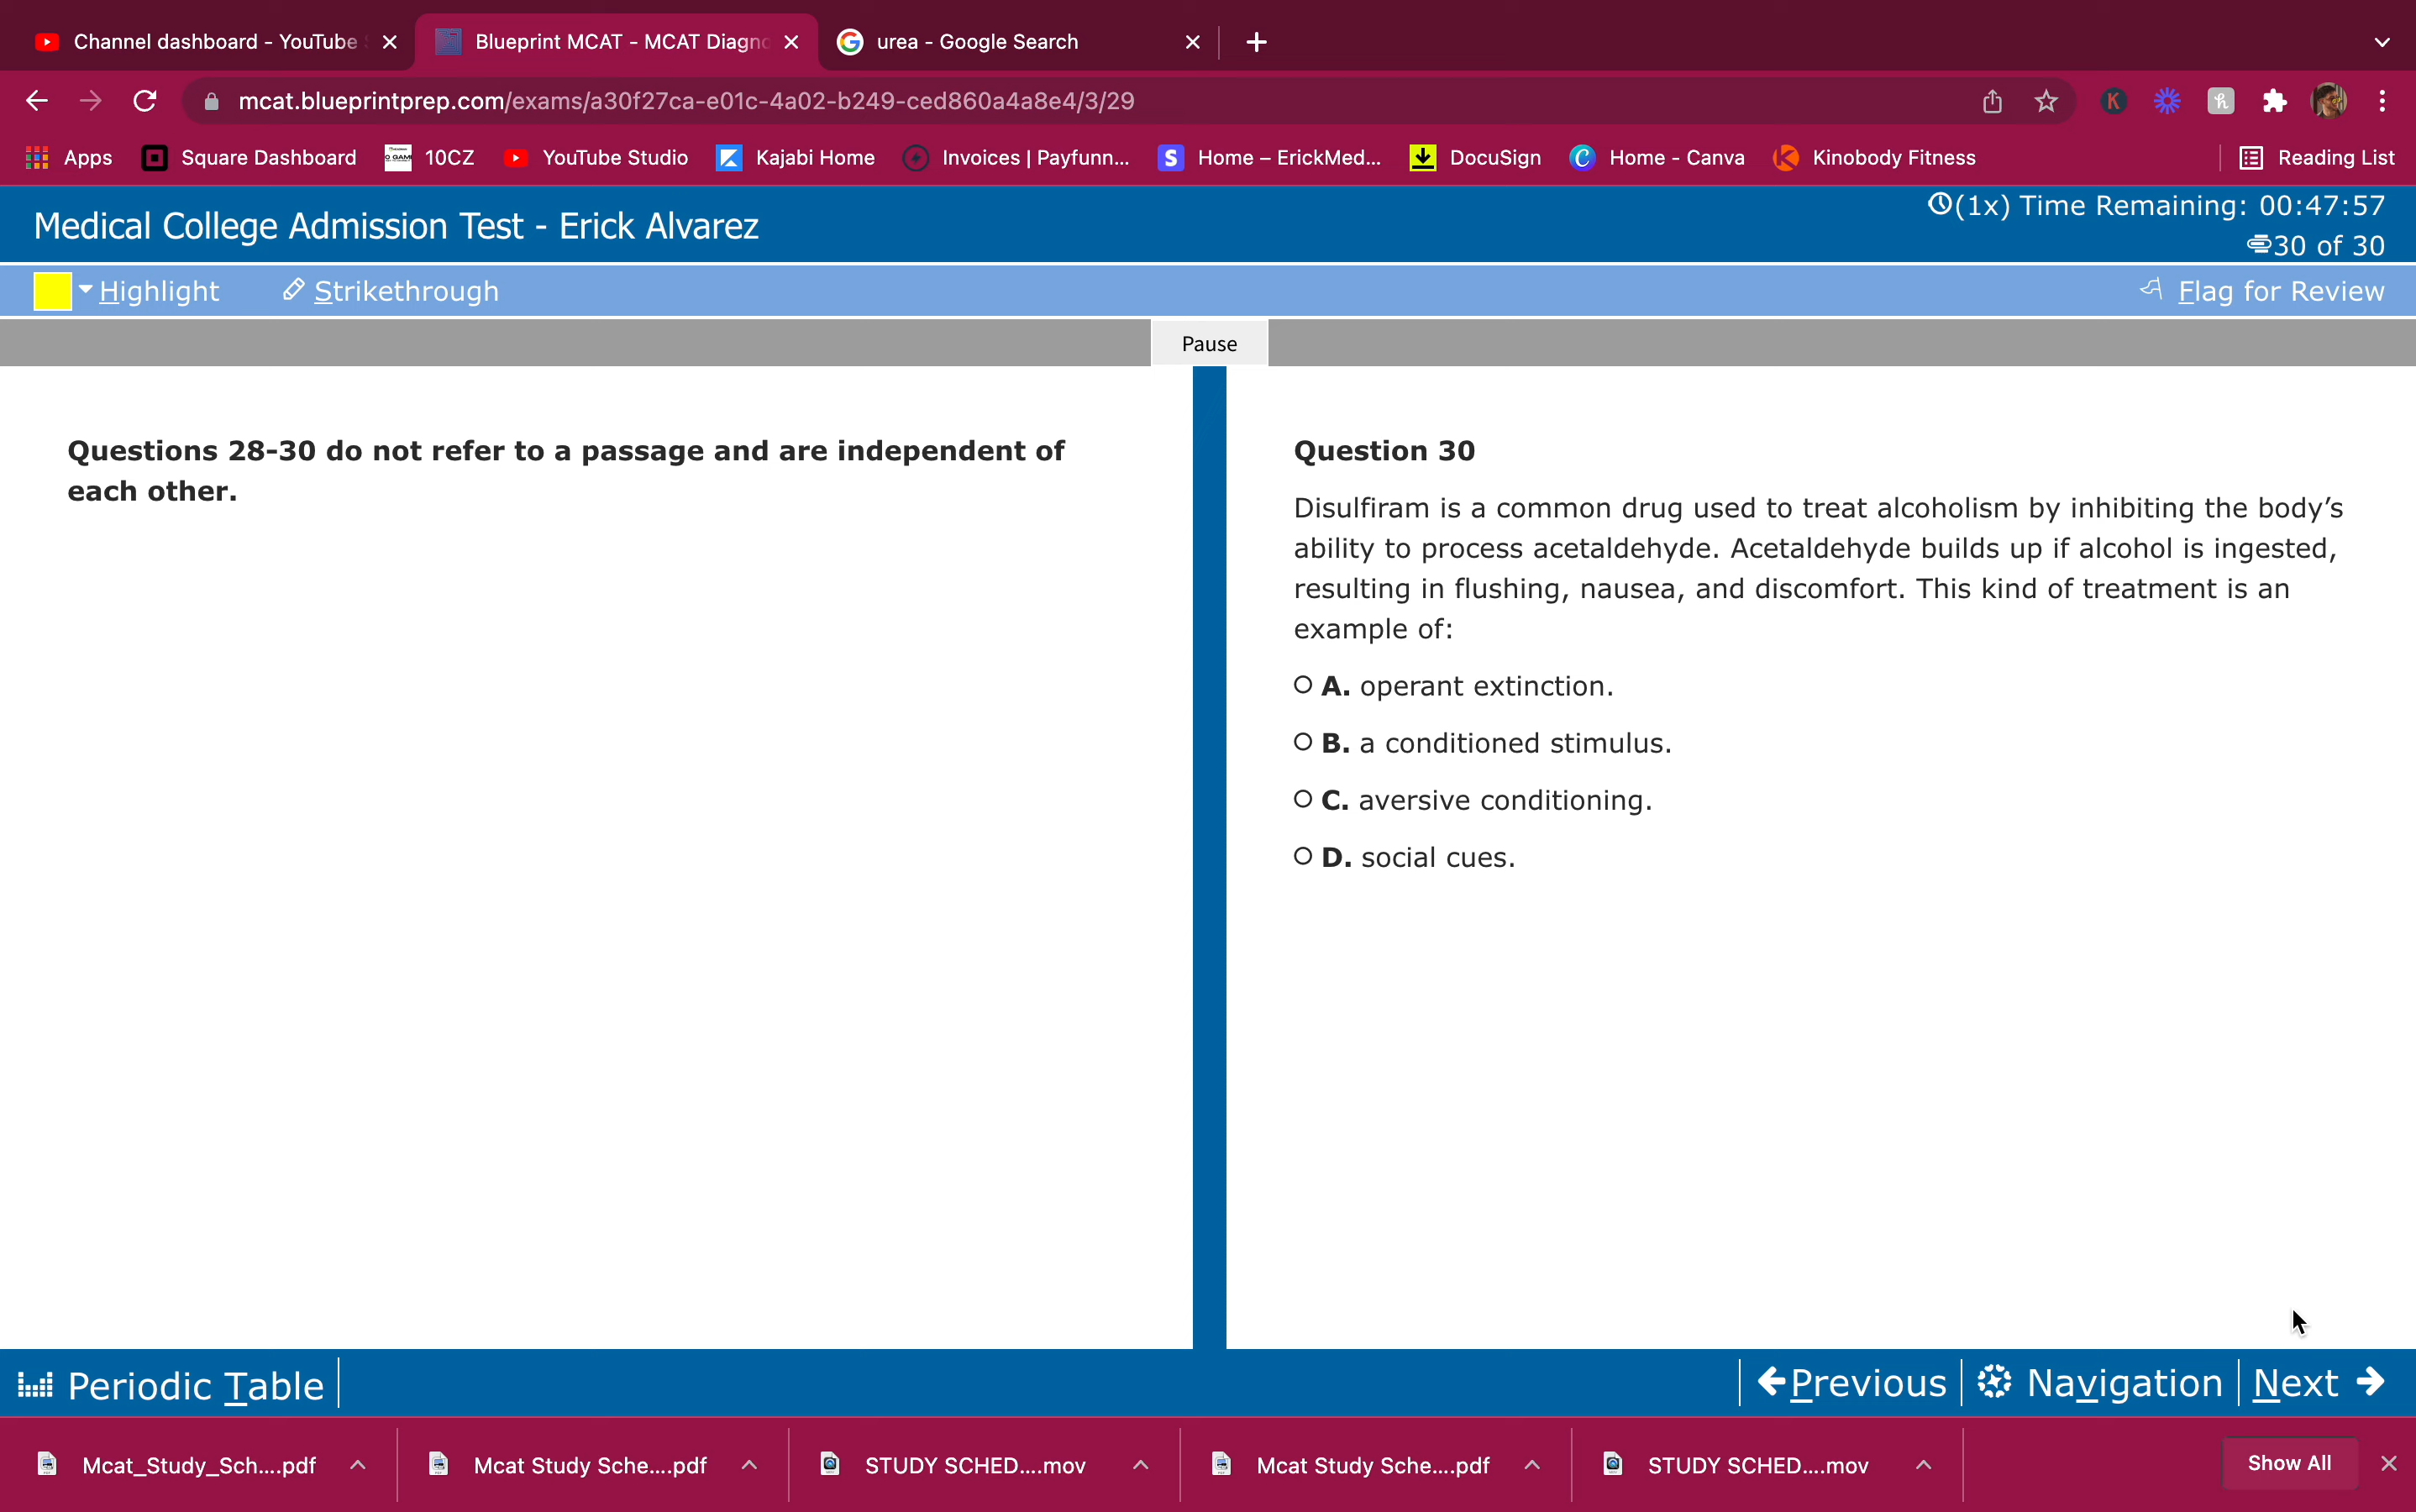 Channel dashboard - YouTube
Blueprint MCAT - MCAT Diagno
urea - Google Search
mcat.blueprintprep.com/exams/a30f27ca-e01c-4a02-b249-ced860a4a8e4/3/29
Apps
Square Dashboard
10CZ
YouTube Studio
Kajabi Home
Invoices | Payfunn...
Home – ErickMed...
DocuSign
Home - Canva
Kinobody Fitness
Reading List
Medical College Admission Test - Erick Alvarez
(1x) Time Remaining: 00:47:57
30 of 30
Highlight
Strikethrough
Flag for Review
Pause
Questions 28-30 do not refer to a passage and are independent of
each other.
Question 30
Disulfiram is a common drug used to treat alcoholism by inhibiting the body’s
ability to process acetaldehyde. Acetaldehyde builds up if alcohol is ingested,
resulting in flushing, nausea, and discomfort. This kind of treatment is an
example of:
A. operant extinction.
B. a conditioned stimulus.
C. aversive conditioning.
D. social cues.
Periodic Table
Previous
Navigation
Next
Mcat_Study_Sch....pdf
Mcat Study Sche....pdf
STUDY SCHED....mov
Mcat Study Sche....pdf
STUDY SCHED....mov
Show All